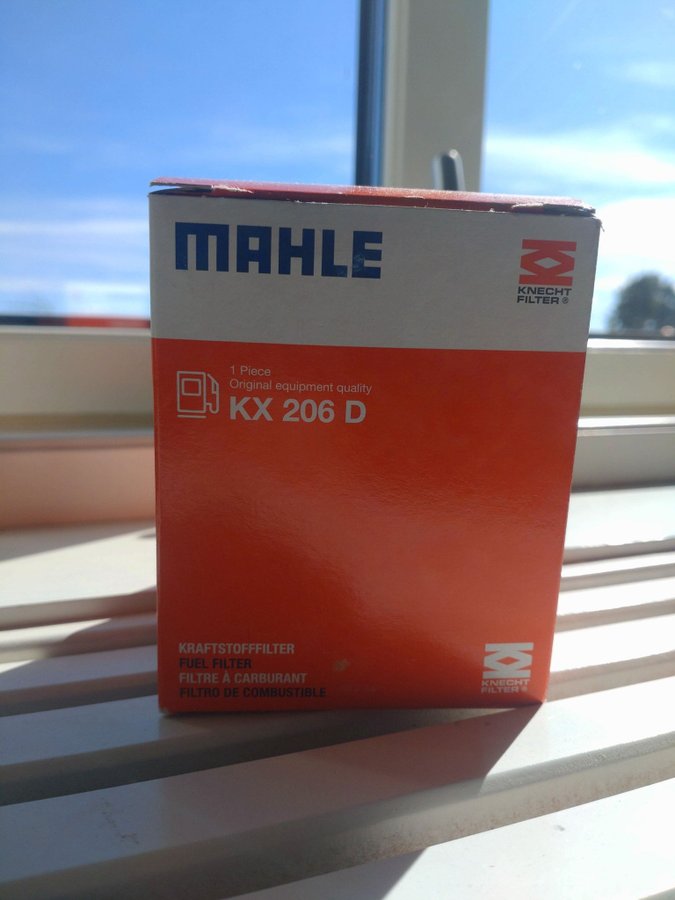 MAHLE
KNECHT
FILTER®
1 Piece
Original equipment quality
KX 206 D
KRAFTSTOFFFILTER
FUEL FILTER
FILTRE À CARBURANT
FILTRO DE COMBUSTIBLE
KNECHT
FILTER®